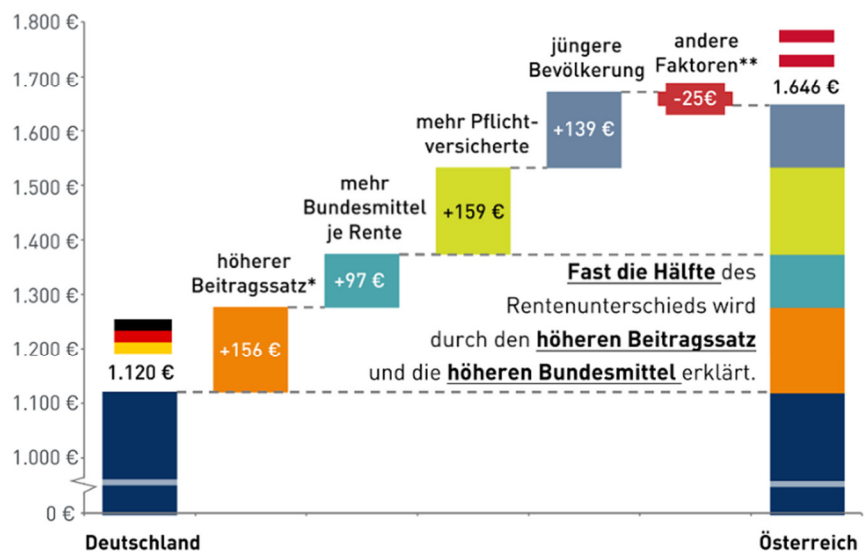 1.800 €
1.700 €
1.600 €
1.500 €
1.400 €
1.300 €
1.200 €
1.100 €
1.000 €
0 €
1.120 €
höherer
Beitragssatz*
+156 €
mehr
Bundesmittel
je Rente
+97 €
mehr Pflicht-
versicherte
+159 €
jüngere
Bevölkerung
+139 €
andere
Faktoren**
-25€
1.646 €
Fast die Hälfte des
Rentenunterschieds wird
durch den höheren Beitragssatz
und die höheren Bundesmittel erklärt.
Deutschland
Österreich